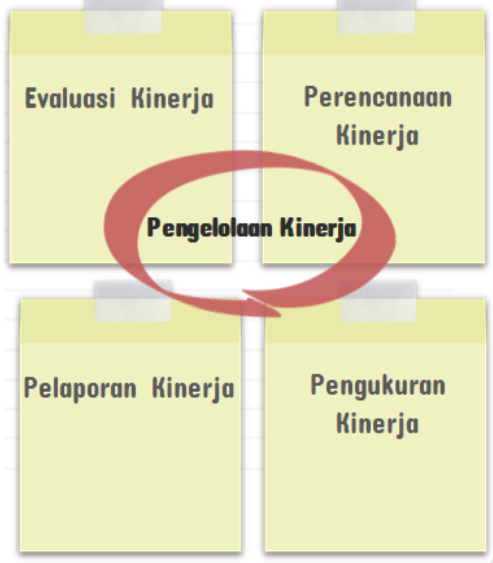 Evaluasi Kinerja
Perencanaan
Kinerja
Pengelolaan Kinerja
Pelaporan Kinerja
Pengukuran
Kinerja